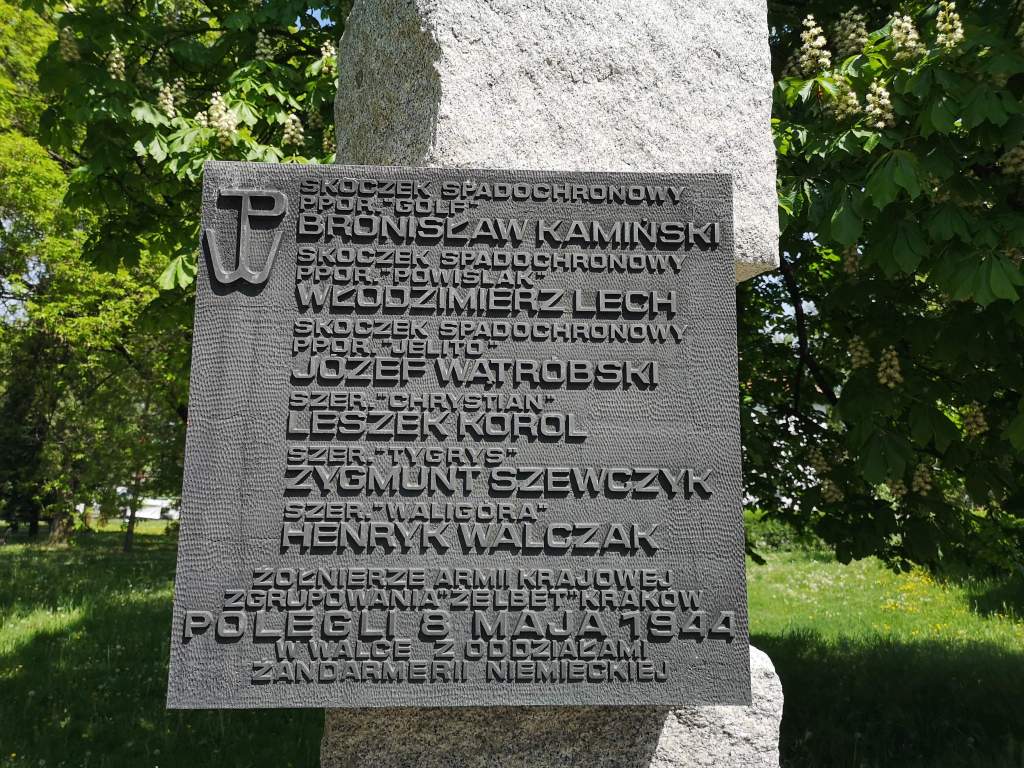 PW
SKOCZEK SPADOCHRONOWY
PPOR. "GOLF"
BRONISŁAW KAMIŃSKI
SKOCZEK SPADOCHRONOWY
PPOR. "POWIŚLAK"
WŁODZIMIERZ LECH
SKOCZEK SPADOCHRONOWY
PPOR. "JELITO"
JÓZEF WĄTRÓBSKI
SZER. "CHRYSTIAN"
LESZEK KOROL
SZER. "TYGRYS"
ZYGMUNT SZEWCZYK
SZER. "WALIGÓRA"
HENRYK WALCZAK
ŻOŁNIERZE ARMII KRAJOWEJ
ZGRUPOWANIA "ŻELBET" KRAKÓW
POLEGLI 8 MAJA 1944
W WALCE Z ODDZIAŁAMI
ŻANDARMERII NIEMIECKIEJ